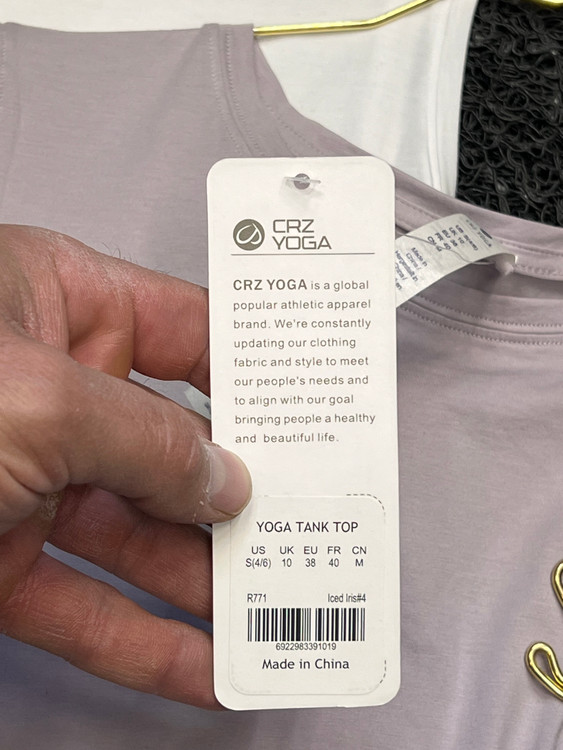 CRZ
YOGA
CRZ YOGA is a global
popular athletic apparel
brand. We're constantly
updating our clothing
fabric and style to meet
our people's needs and
to align with our goal
bringing people a healthy
and beautiful life.
YOGA TANK TOP
US UK EU FR CN
S(4/6) 10 38 40 M
R771 Iced Iris#4
6922983391019
Made in China